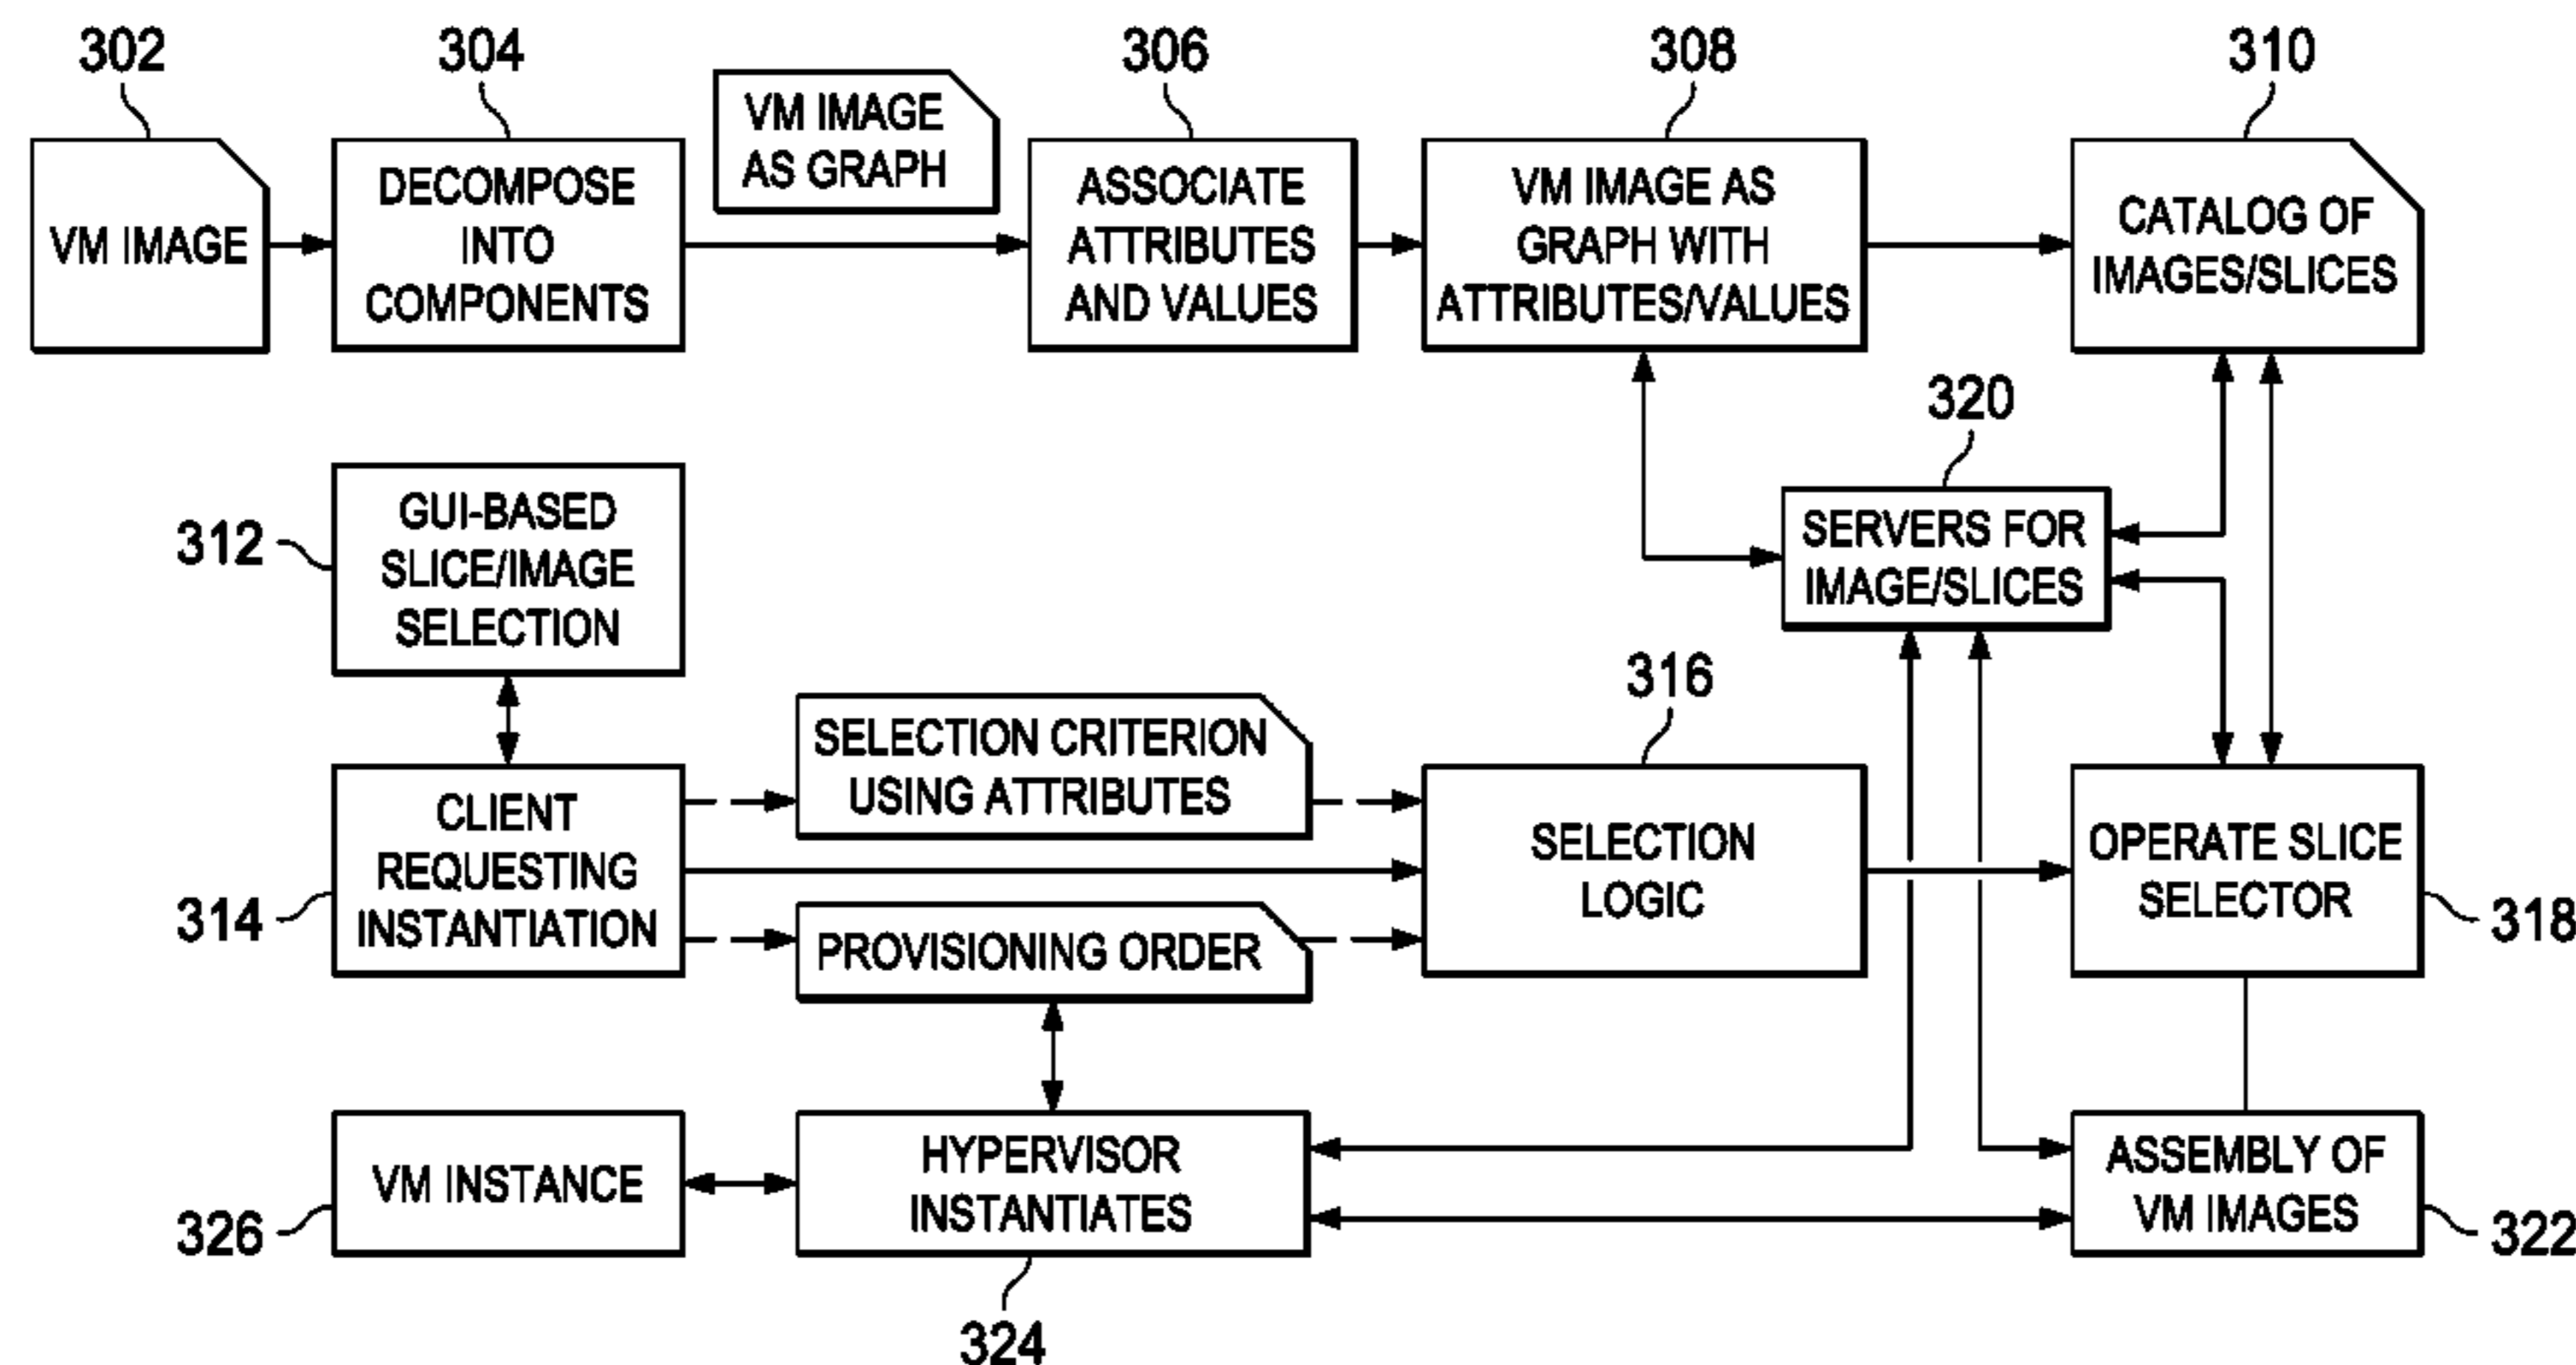 302
304
306
308
310
VM IMAGE
DECOMPOSE
INTO
COMPONENTS
VM IMAGE
AS GRAPH
ASSOCIATE
ATTRIBUTES
AND VALUES
VM IMAGE AS
GRAPH WITH
ATTRIBUTES/VALUES
CATALOG OF
IMAGES/SLICES
320
SERVERS FOR
IMAGE/SLICES
312
GUI-BASED
SLICE/IMAGE
SELECTION
314
CLIENT
REQUESTING
INSTANTIATION
SELECTION CRITERION
USING ATTRIBUTES
PROVISIONING ORDER
316
SELECTION
LOGIC
OPERATE SLICE
SELECTOR
318
326
VM INSTANCE
HYPERVISOR
INSTANTIATES
324
ASSEMBLY OF
VM IMAGES
322